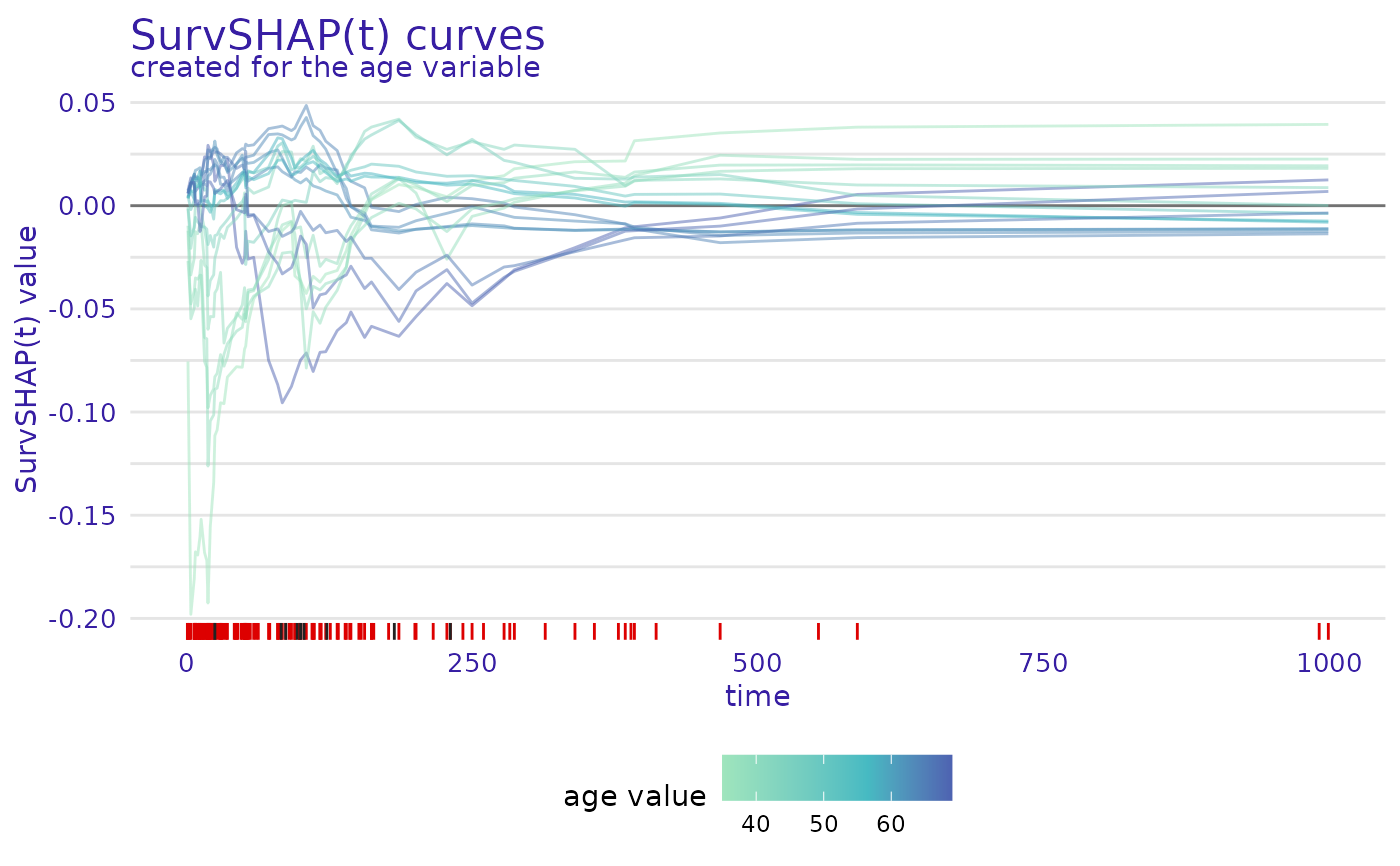 SurvSHAP(t) curves
created for the age variable
SurvSHAP(t) value
0.05
0.00
-0.05
-0.10
-0.15
-0.20
0 250 500 750 1000
time
age value
40 50 60